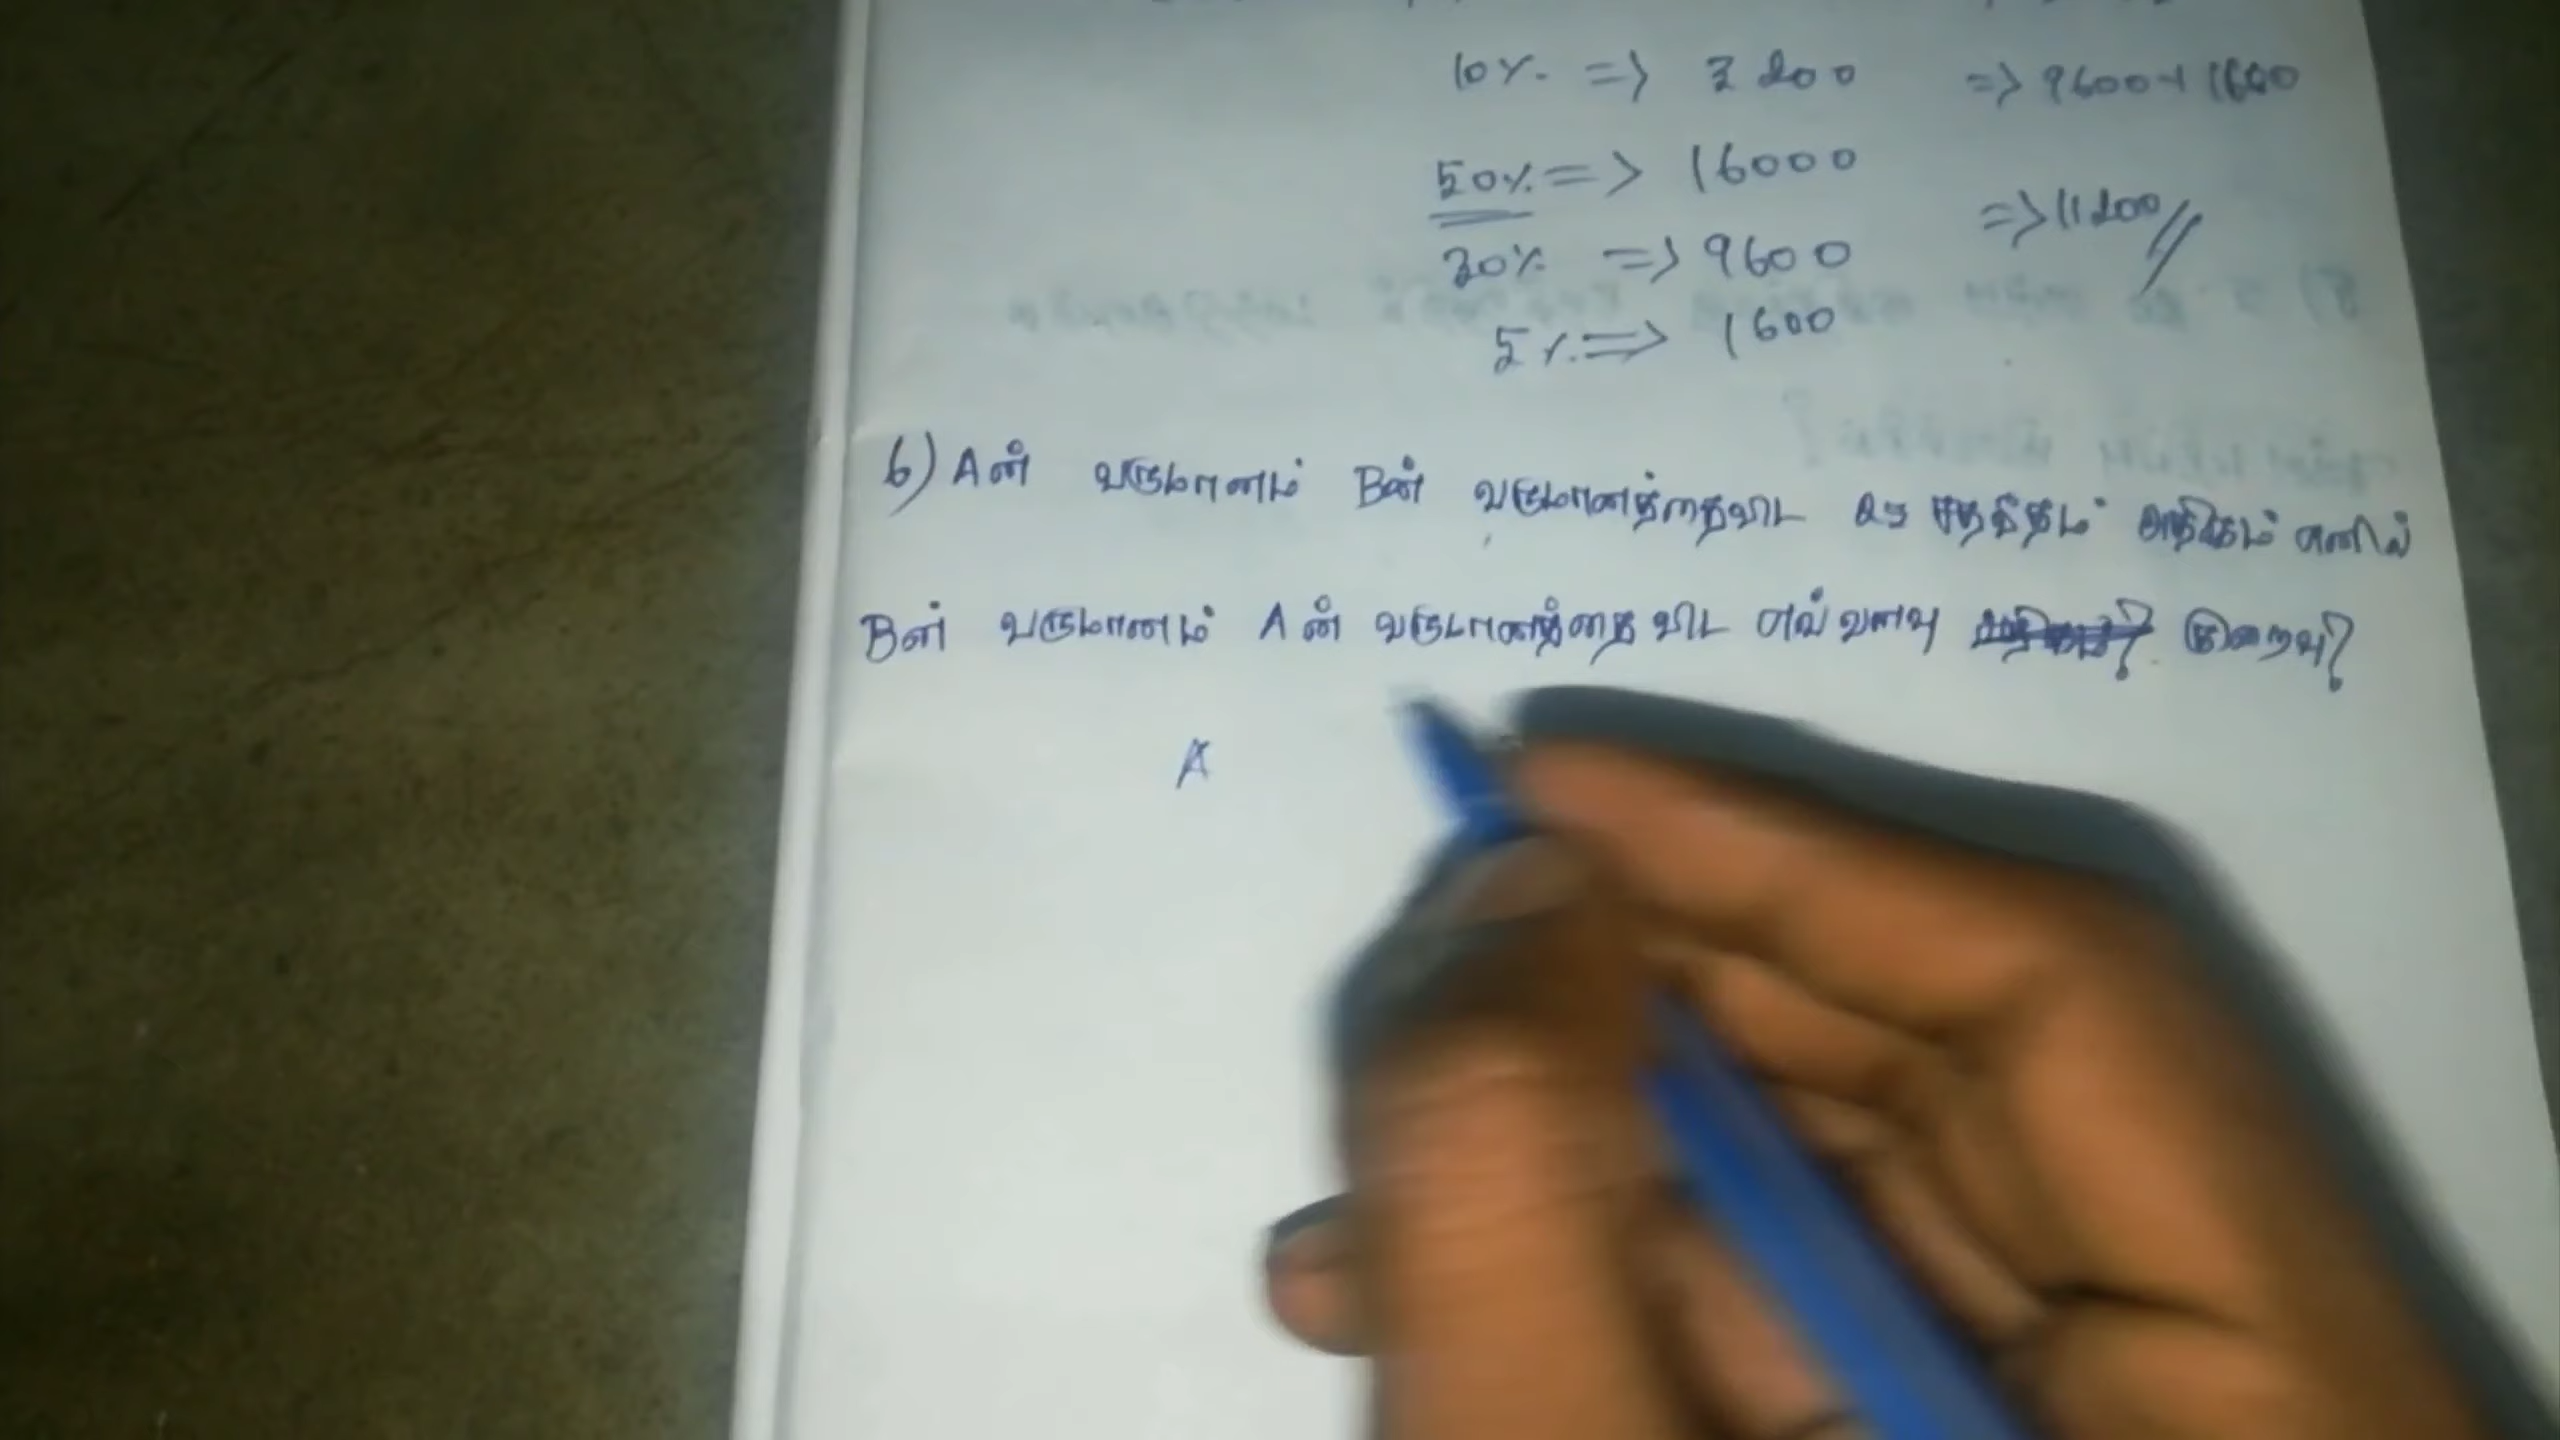 10% => 3200 => 9600+1600
50% => 16000
=> 11200//
30% => 9600
5% => 1600
6) Aன் வருமானம் Bன் வருமானத்தைவிட 25 சதவீதம் அதிகம் எனில்
Bன் வருமானம் Aன் வருமானத்தை விட எவ்வளவு குறைவு?
A